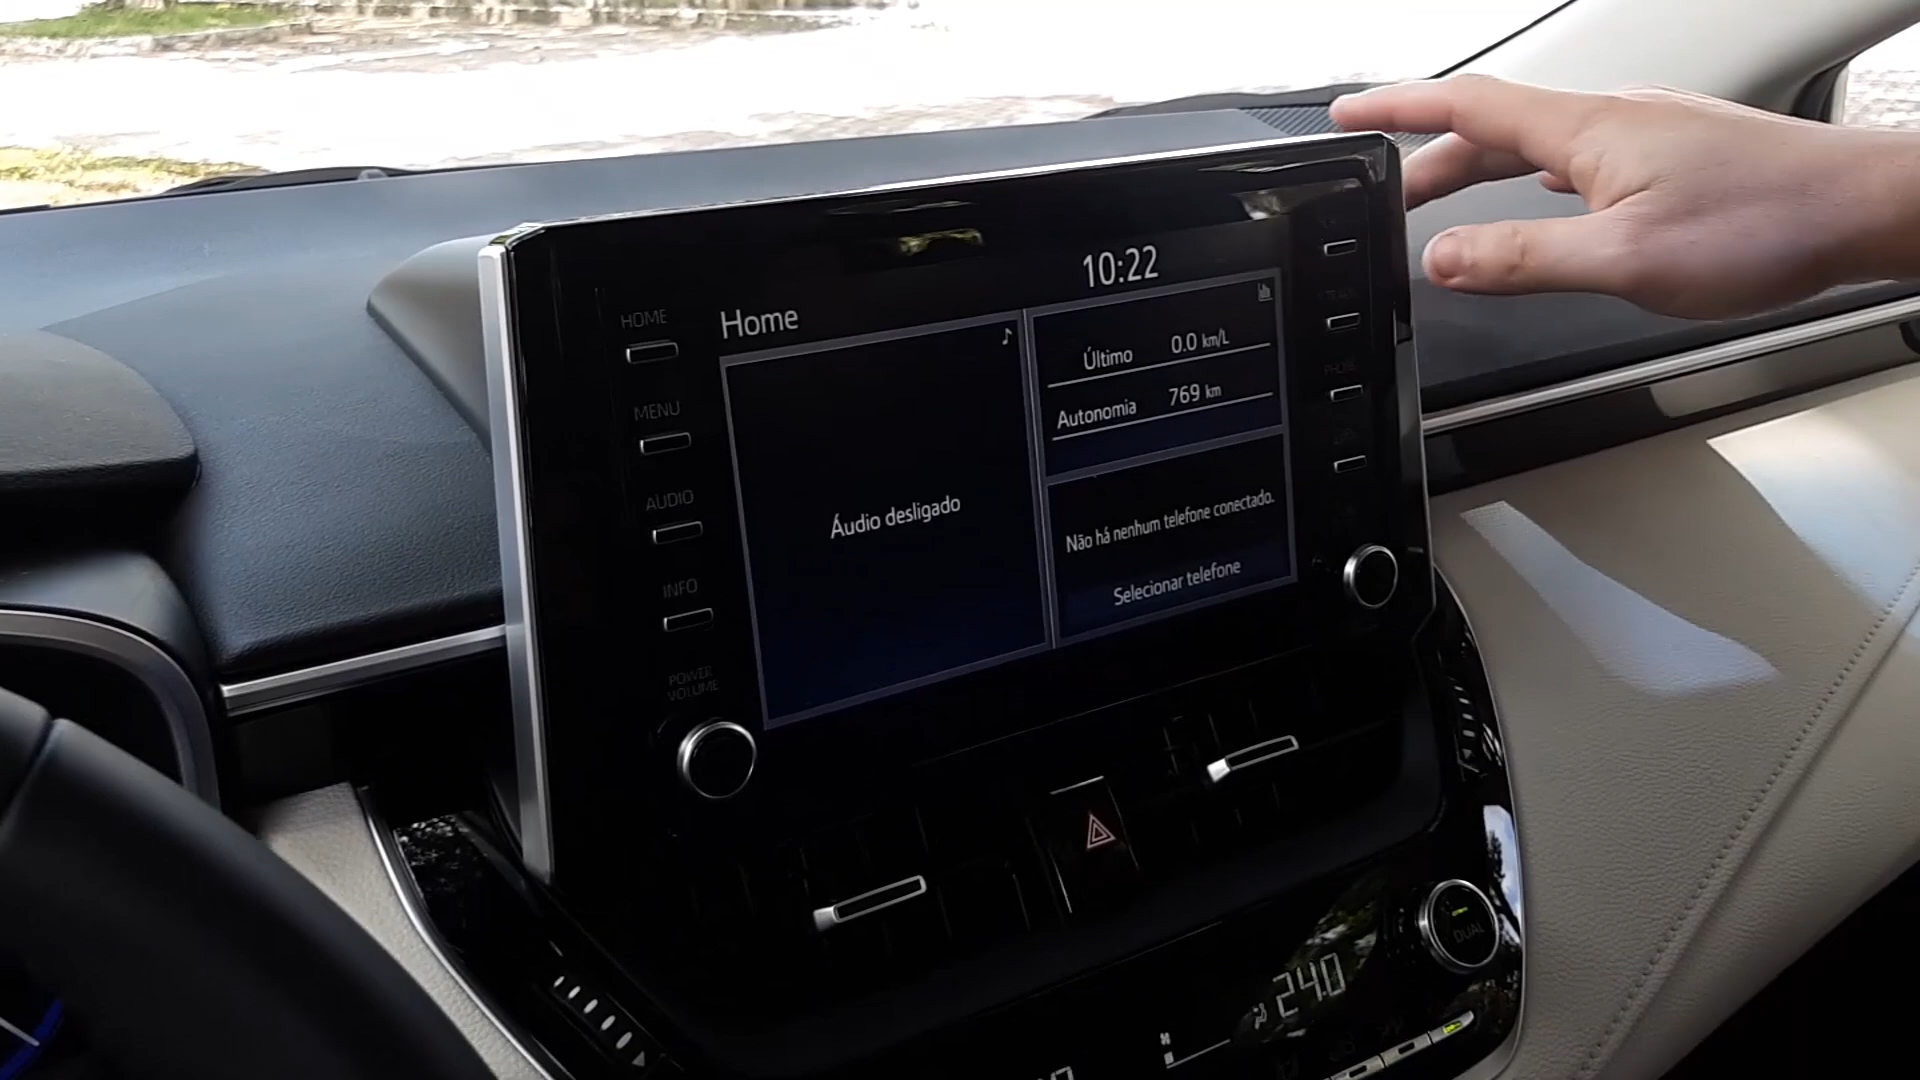 10:22
HOME
Home
Último 0.0 km/L
MENU
Autonomia 769 km
PHONE
AUDIO
Áudio desligado
Não há nenhum telefone conectado.
Selecionar telefone
INFO
POWER
VOLUME
DUAL
24.0